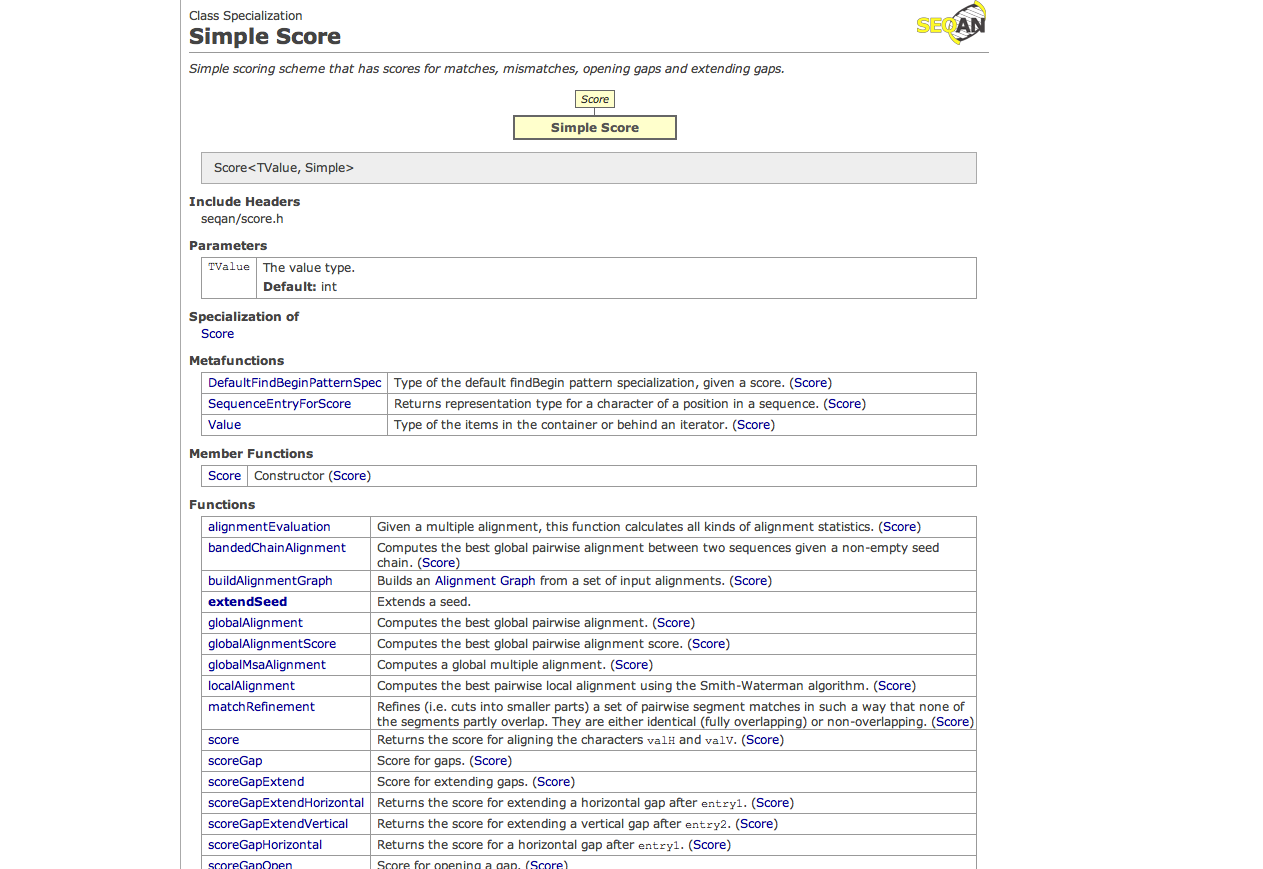 Class Specialization
SEQAN
Simple Score
Simple scoring scheme that has scores for matches, mismatches, opening gaps and extending gaps.
Score
Simple Score
Score<TValue, Simple>
Include Headers
seqan/score.h
Parameters
TValue The value type.
Default: int
Specialization of
Score
Metafunctions
DefaultFindBeginPatternSpec Type of the default findBegin pattern specialization, given a score. (Score)
SequenceEntryForScore Returns representation type for a character of a position in a sequence. (Score)
Value Type of the items in the container or behind an iterator. (Score)
Member Functions
Score Constructor (Score)
Functions
alignmentEvaluation Given a multiple alignment, this function calculates all kinds of alignment statistics. (Score)
bandedChainAlignment Computes the best global pairwise alignment between two sequences given a non-empty seed
chain. (Score)
buildAlignmentGraph Builds an Alignment Graph from a set of input alignments. (Score)
extendSeed Extends a seed.
globalAlignment Computes the best global pairwise alignment. (Score)
globalAlignmentScore Computes the best global pairwise alignment score. (Score)
globalMsaAlignment Computes a global multiple alignment. (Score)
localAlignment Computes the best pairwise local alignment using the Smith-Waterman algorithm. (Score)
matchRefinement Refines (i.e. cuts into smaller parts) a set of pairwise segment matches in such a way that none of
the segments partly overlap. They are either identical (fully overlapping) or non-overlapping. (Score)
score Returns the score for aligning the characters valH and valV. (Score)
scoreGap Score for gaps. (Score)
scoreGapExtend Score for extending gaps. (Score)
scoreGapExtendHorizontal Returns the score for extending a horizontal gap after entry1. (Score)
scoreGapExtendVertical Returns the score for extending a vertical gap after entry2. (Score)
scoreGapHorizontal Returns the score for a horizontal gap after entry1. (Score)
scoreGapOpen Score for opening a gap. (Score)